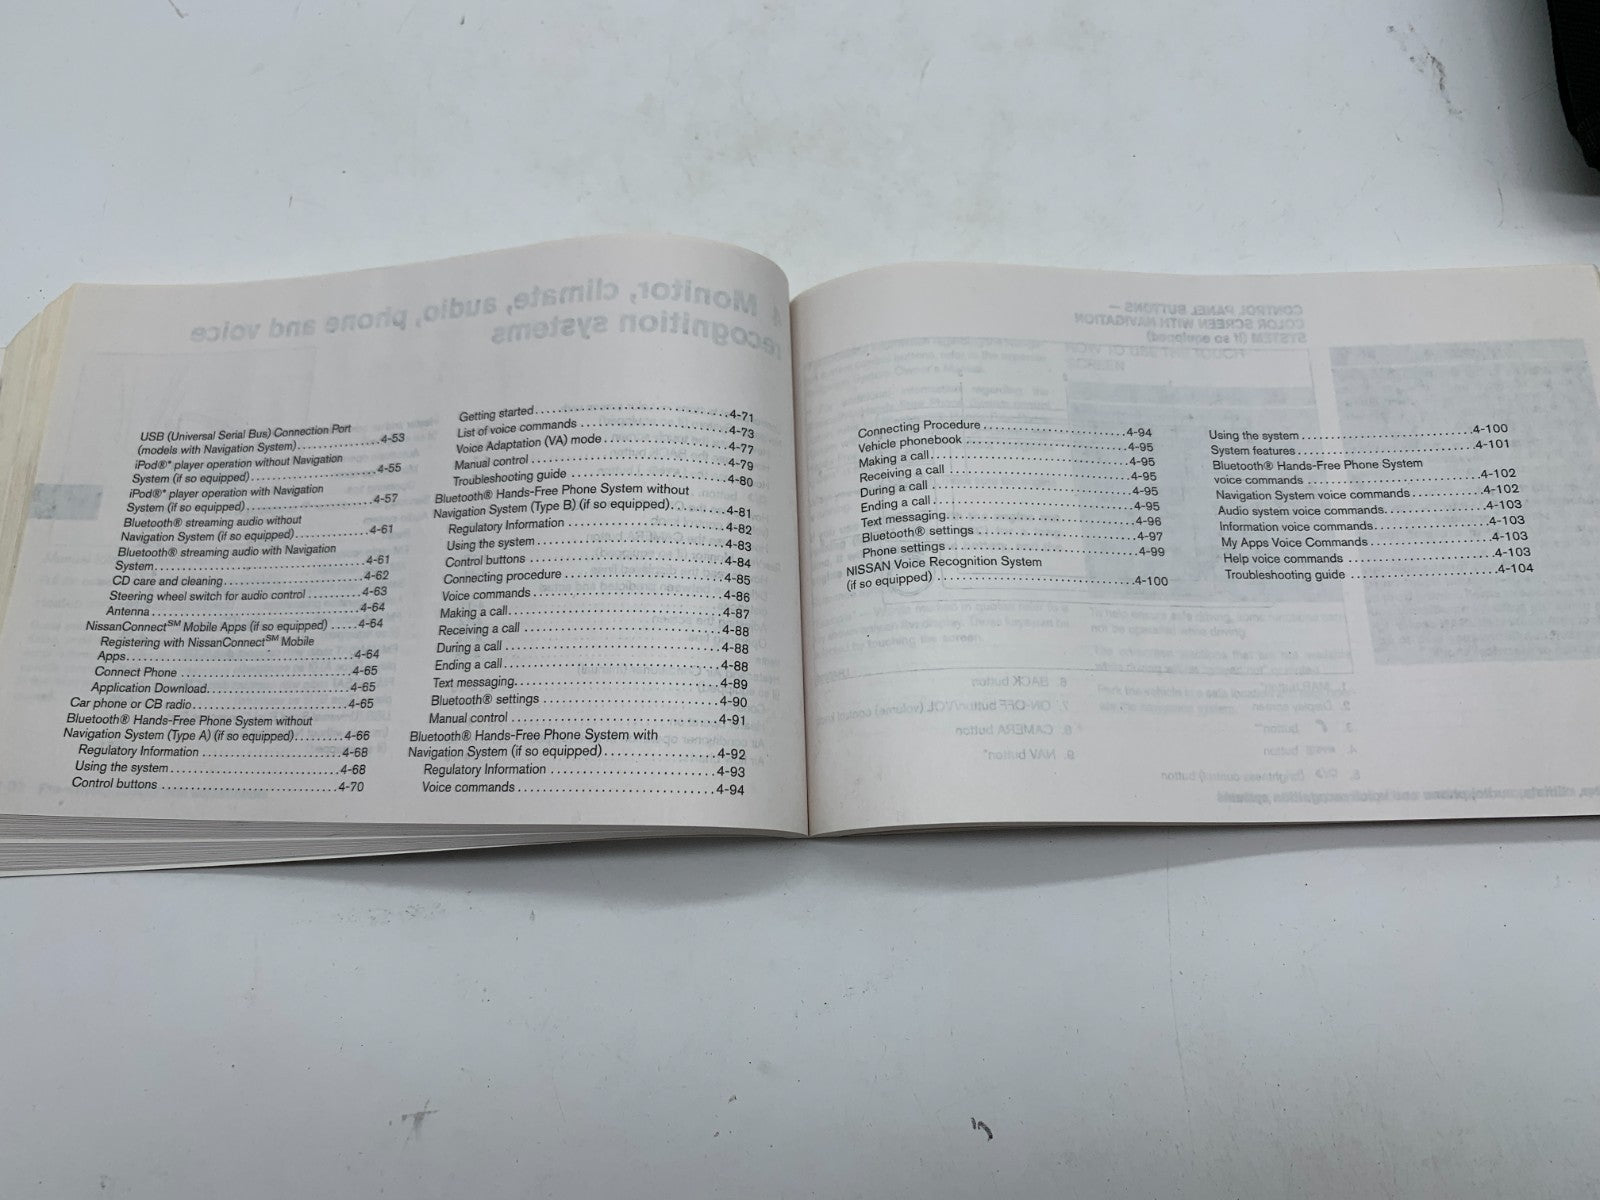 USB (Universal Serial Bus) Connection Port
(models with Navigation System)....................4-53
iPod®* player operation without Navigation
System (if so equipped)..............................4-55
iPod®* player operation with Navigation
System (if so equipped)..............................4-57
Bluetooth® streaming audio without
Navigation System (if so equipped)..................4-61
Bluetooth® streaming audio with Navigation
System..................................................4-61
CD care and cleaning.................................4-62
Steering wheel switch for audio control ...........4-63
Antenna.................................................4-64
NissanConnectSM Mobile Apps (if so equipped) .....4-64
Registering with NissanConnectSM Mobile
Apps.....................................................4-64
Connect Phone .........................................4-65
Application Download.................................4-65
Car phone or CB radio..................................4-65
Bluetooth® Hands-Free Phone System without
Navigation System (Type A) (if so equipped).........4-66
Regulatory Information ................................4-68
Using the system.......................................4-68
Control buttons .........................................4-70
Getting started..........................................4-71
List of voice commands ...............................4-73
Voice Adaptation (VA) mode..........................4-77
Manual control ..........................................4-79
Troubleshooting guide .................................4-80
Bluetooth® Hands-Free Phone System without
Navigation System (Type B) (if so equipped).........4-81
Regulatory Information ................................4-82
Using the system.......................................4-83
Control buttons .........................................4-84
Connecting procedure .................................4-85
Voice commands........................................4-86
Making a call............................................4-87
Receiving a call .........................................4-88
During a call.............................................4-88
Ending a call.............................................4-88
Text messaging..........................................4-89
Bluetooth® settings ....................................4-90
Manual control ..........................................4-91
Bluetooth® Hands-Free Phone System with
Navigation System (if so equipped)...................4-92
Regulatory Information ................................4-93
Voice commands........................................4-94
Connecting Procedure .................................4-94
Vehicle phonebook .....................................4-95
Making a call............................................4-95
Receiving a call .........................................4-95
During a call.............................................4-95
Ending a call.............................................4-95
Text messaging..........................................4-96
Bluetooth® settings ....................................4-97
Phone settings..........................................4-99
NISSAN Voice Recognition System
(if so equipped) ..........................................4-100
Using the system........................................4-100
System features.........................................4-101
Bluetooth® Hands-Free Phone System
voice commands ........................................4-102
Navigation System voice commands................4-102
Audio system voice commands......................4-103
Information voice commands.........................4-103
My Apps Voice Commands...........................4-103
Help voice commands .................................4-103
Troubleshooting guide .................................4-104